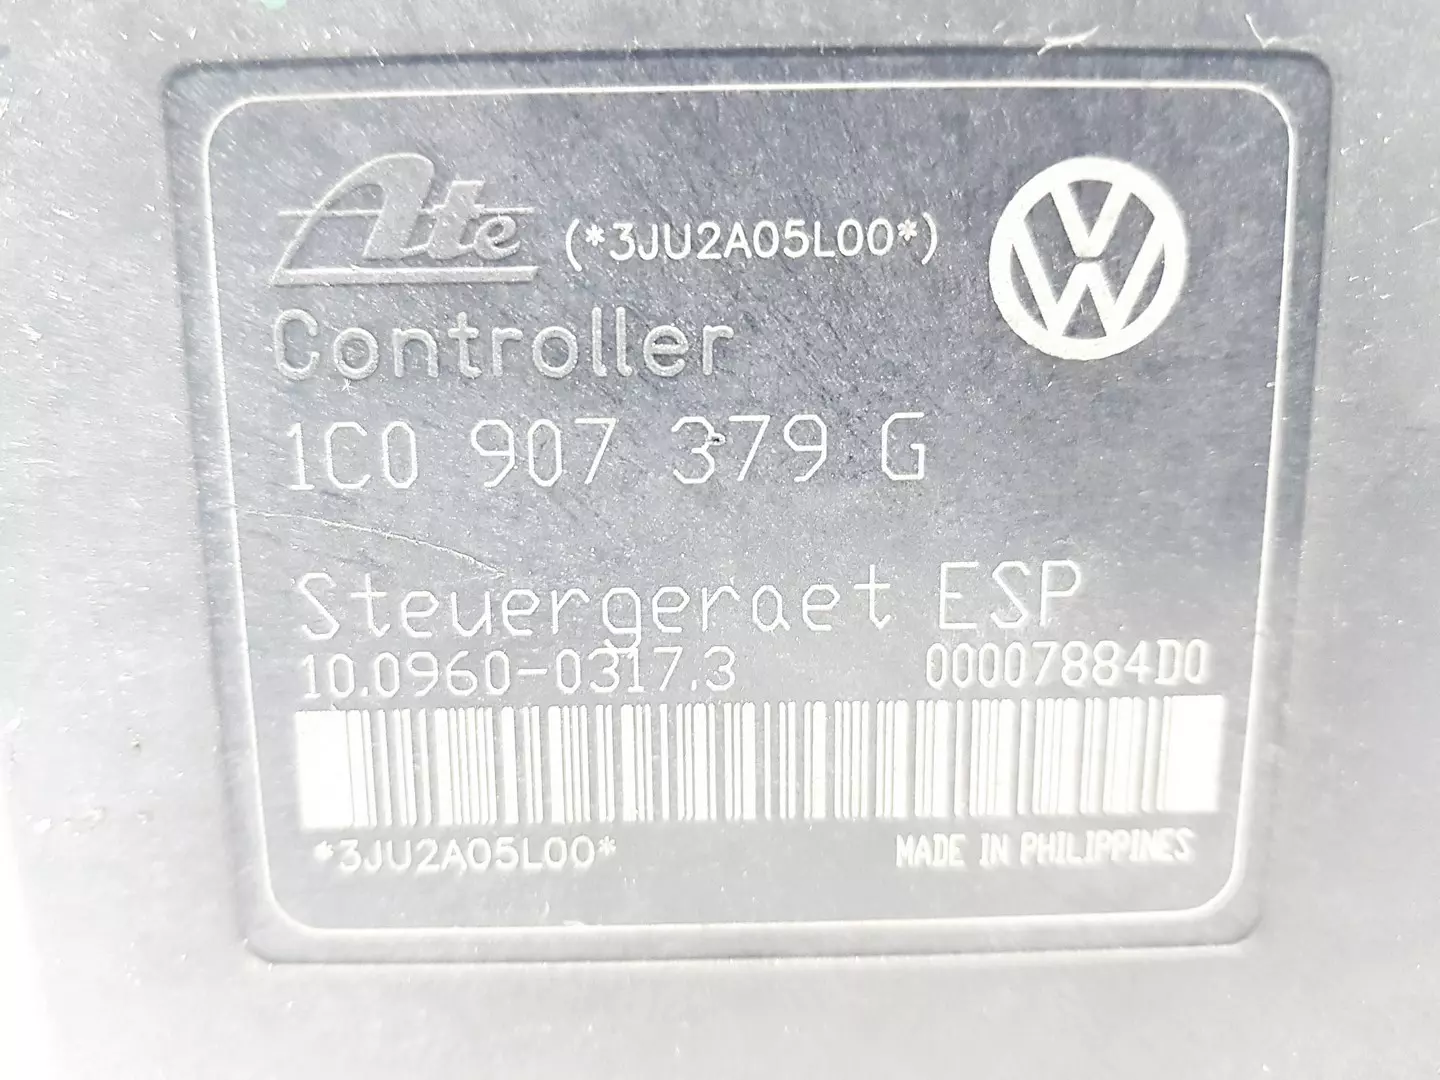 Ate (*3JU2A05L00*)
Controller
1C0 907 379 G
Steuergeraet ESP
10.0960-0317.3 00007884D0
*3JU2A05L00* MADE IN PHILIPPINES